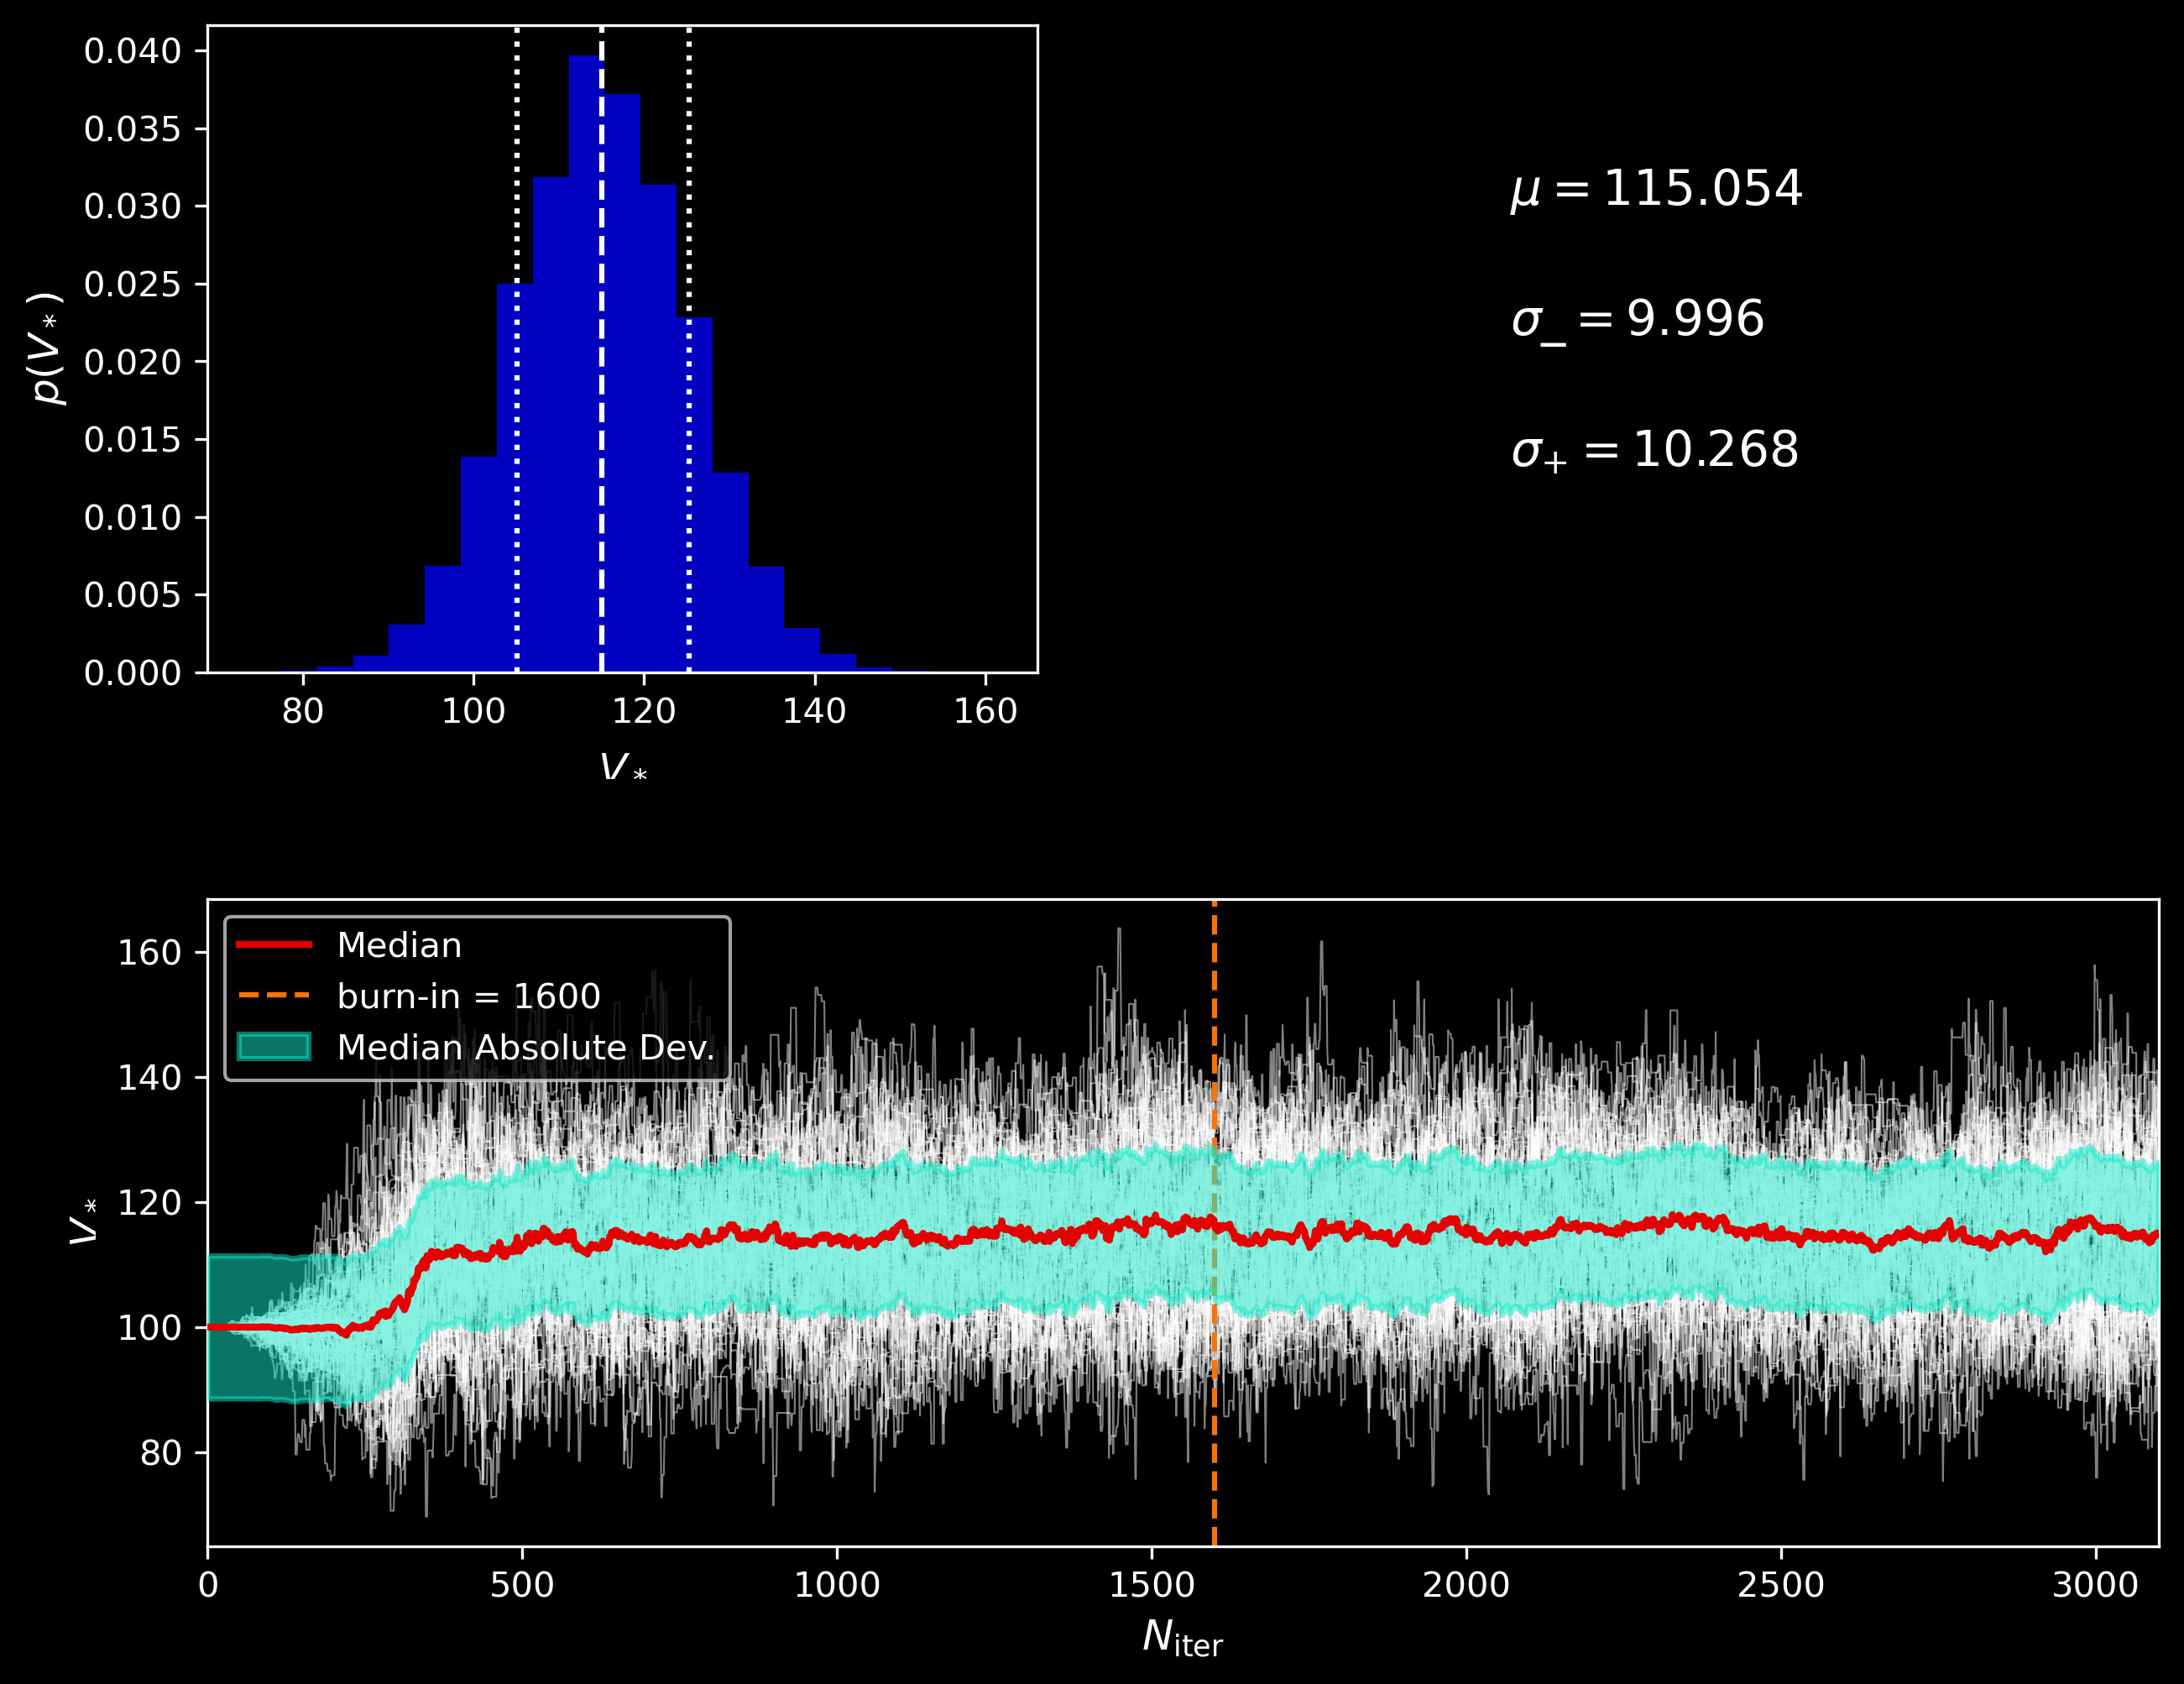 0.040
0.035
0.030
0.025
0.020
0.015
0.010
0.005
0.000
p(V*)
80 100 120 140 160
V*
μ = 115.054
σ₋ = 9.996
σ₊ = 10.268
Median
burn-in = 1600
Median Absolute Dev.
160
140
120
100
80
V*
0 500 1000 1500 2000 2500 3000
N_iter